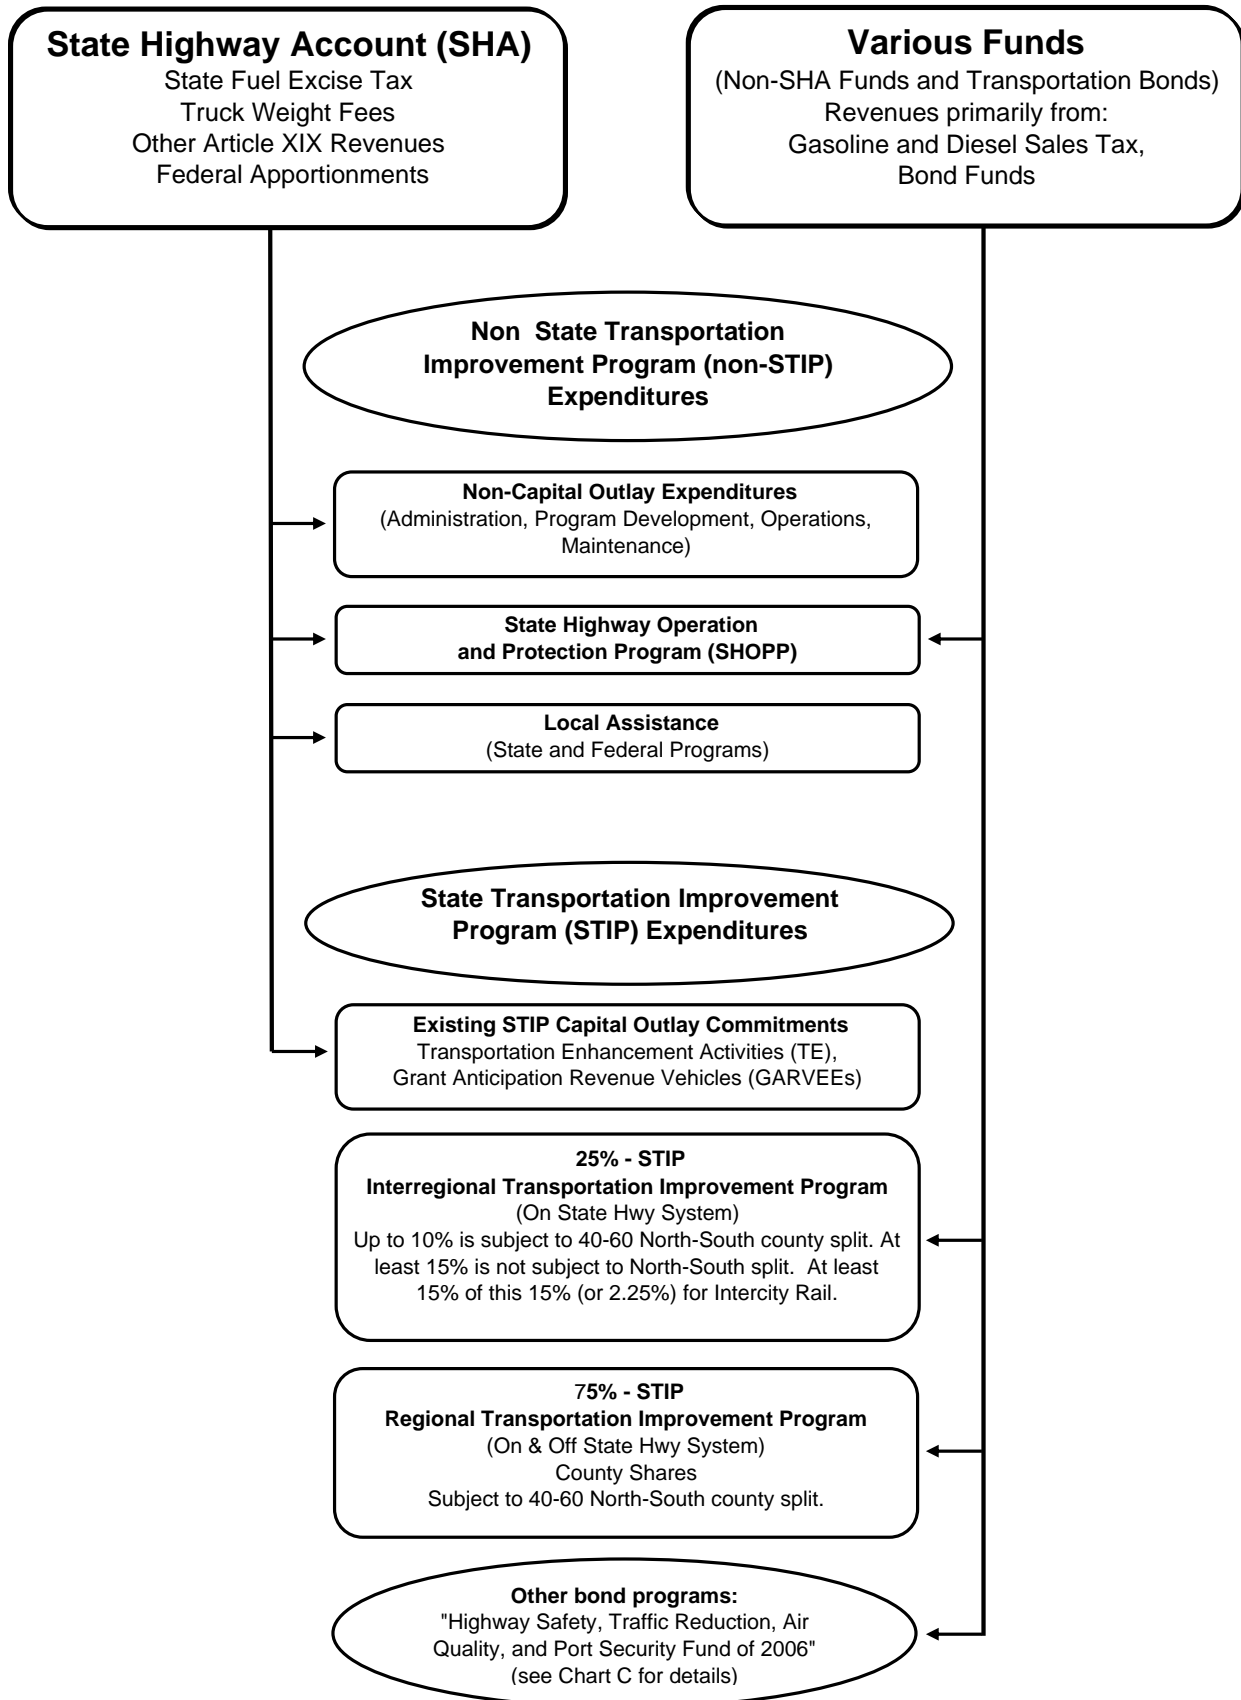 State Highway Account (SHA)
State Fuel Excise Tax
Truck Weight Fees
Other Article XIX Revenues
Federal Apportionments
Various Funds
(Non-SHA Funds and Transportation Bonds)
Revenues primarily from:
Gasoline and Diesel Sales Tax,
Bond Funds
Non State Transportation
Improvement Program (non-STIP)
Expenditures
Non-Capital Outlay Expenditures
(Administration, Program Development, Operations,
Maintenance)
State Highway Operation
and Protection Program (SHOPP)
Local Assistance
(State and Federal Programs)
State Transportation Improvement
Program (STIP) Expenditures
Existing STIP Capital Outlay Commitments
Transportation Enhancement Activities (TE),
Grant Anticipation Revenue Vehicles (GARVEEs)
25% - STIP
Interregional Transportation Improvement Program
(On State Hwy System)
Up to 10% is subject to 40-60 North-South county split. At
least 15% is not subject to North-South split. At least
15% of this 15% (or 2.25%) for Intercity Rail.
75% - STIP
Regional Transportation Improvement Program
(On & Off State Hwy System)
County Shares
Subject to 40-60 North-South county split.
Other bond programs:
"Highway Safety, Traffic Reduction, Air
Quality, and Port Security Fund of 2006"
(see Chart C for details)